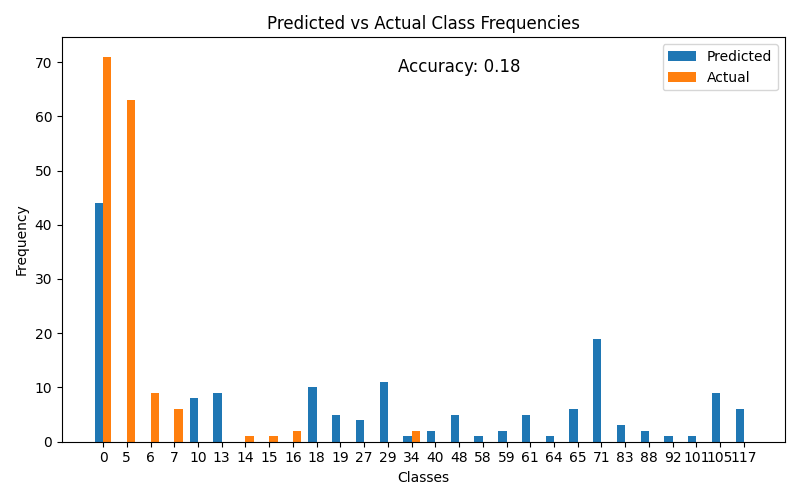 Predicted vs Actual Class Frequencies
Accuracy: 0.18
Predicted
Actual
Frequency
70
60
50
40
30
20
10
0
0 5 6 7 10 13 14 15 16 18 19 27 29 34 40 48 58 59 61 64 65 71 83 88 92 101 105 117
Classes